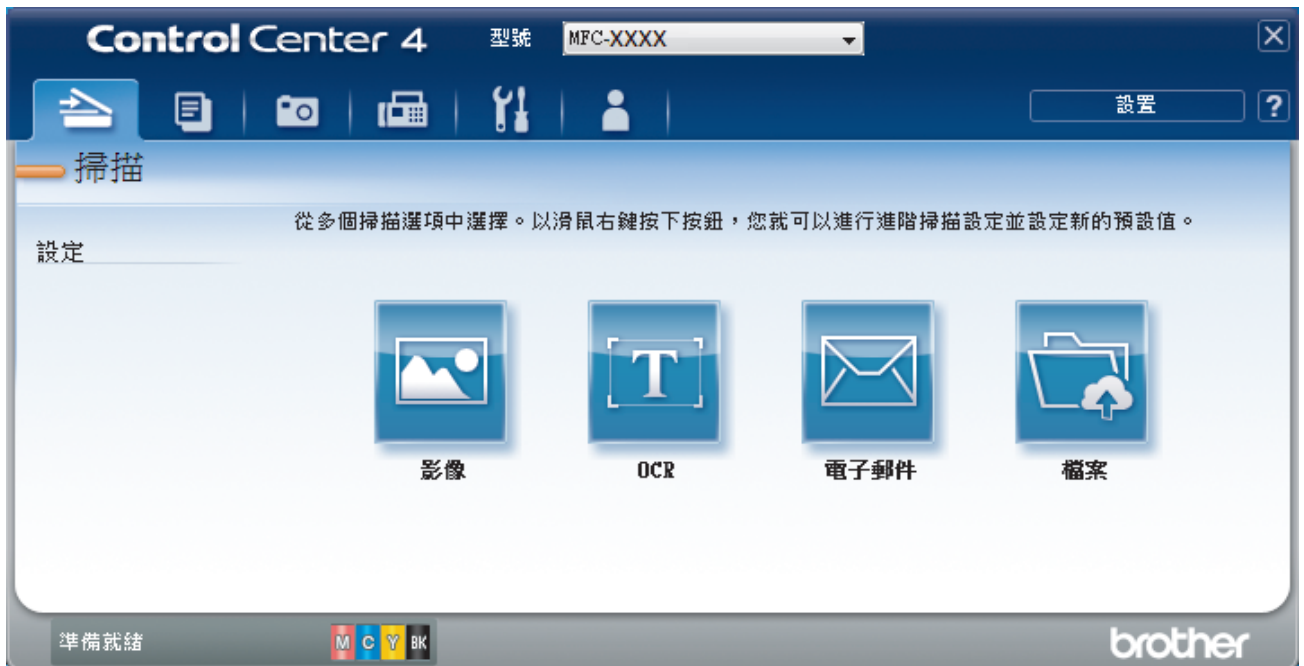 Control Center 4
型號
MFC-XXXX
設置
?
掃描
從多個掃描選項中選擇。以滑鼠右鍵按下按鈕，您就可以進行進階掃描設定並設定新的預設值。
設定
T
影像
OCR
電子郵件
檔案
準備就緒
M C Y BK
brother